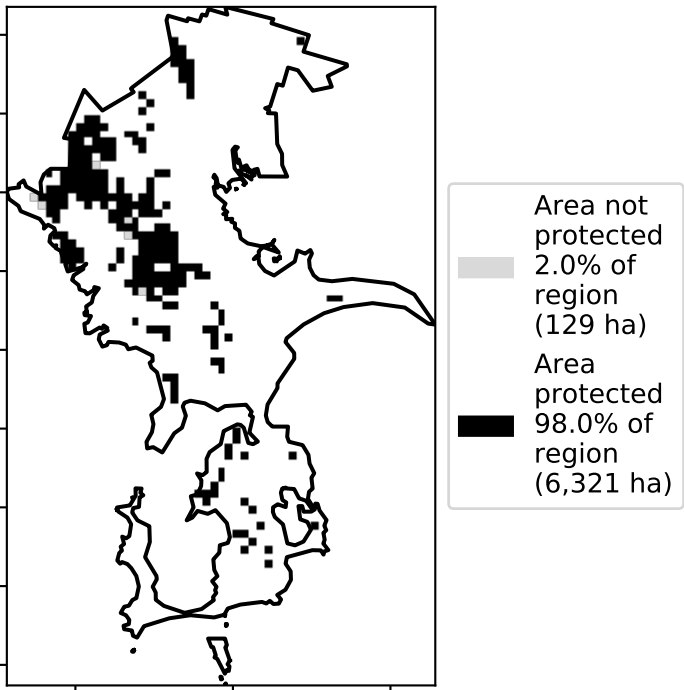 Area not
protected
2.0% of
region
(129 ha)
Area
protected
98.0% of
region
(6,321 ha)